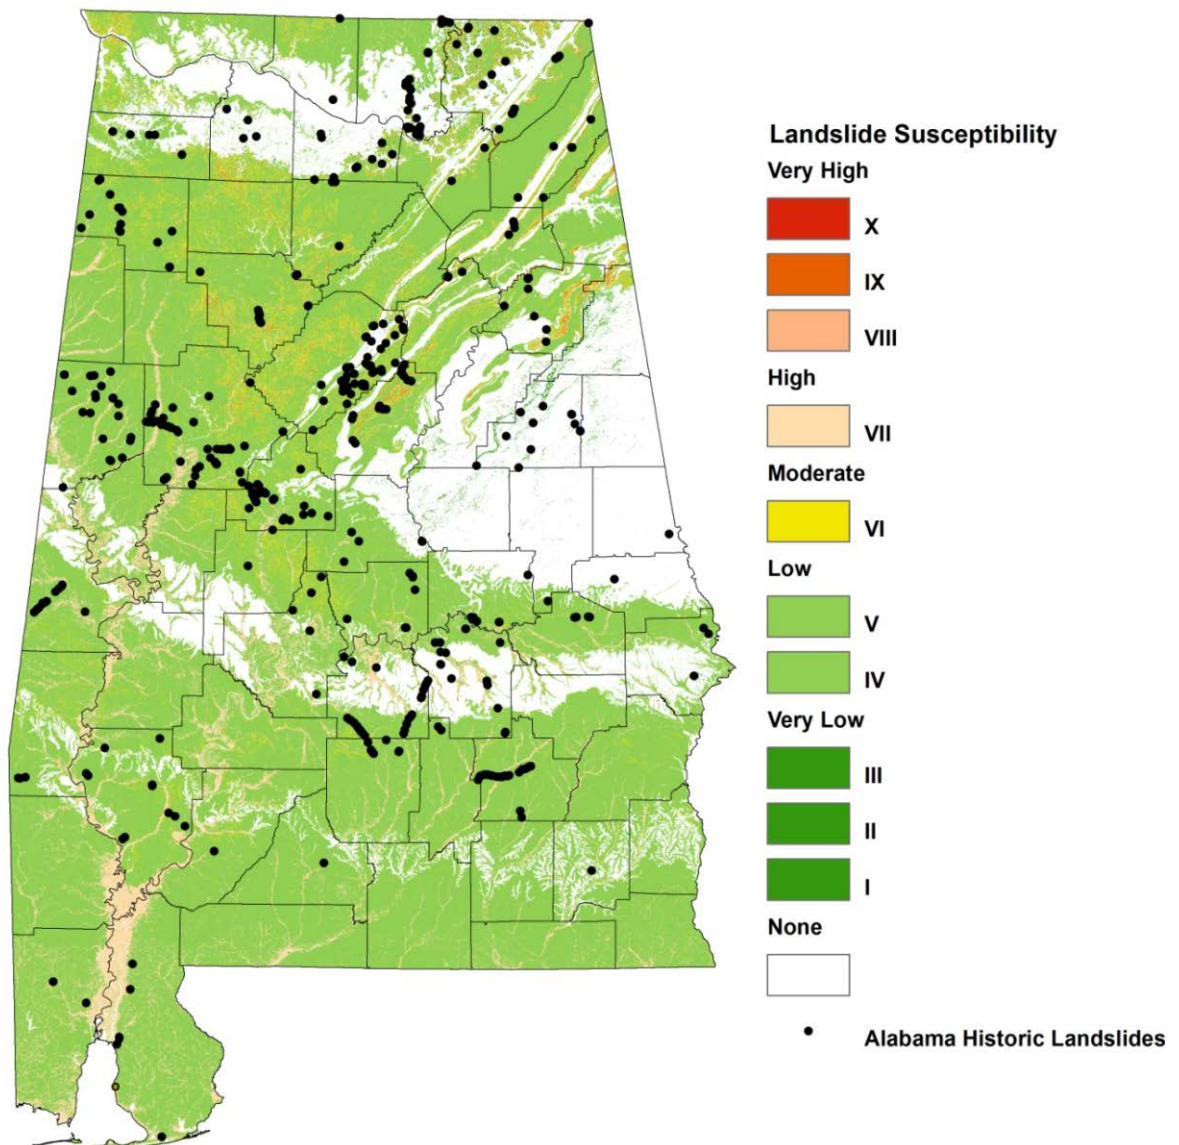 Landslide Susceptibility
Very High
X
IX
VIII
High
VII
Moderate
VI
Low
V
IV
Very Low
III
II
I
None
Alabama Historic Landslides